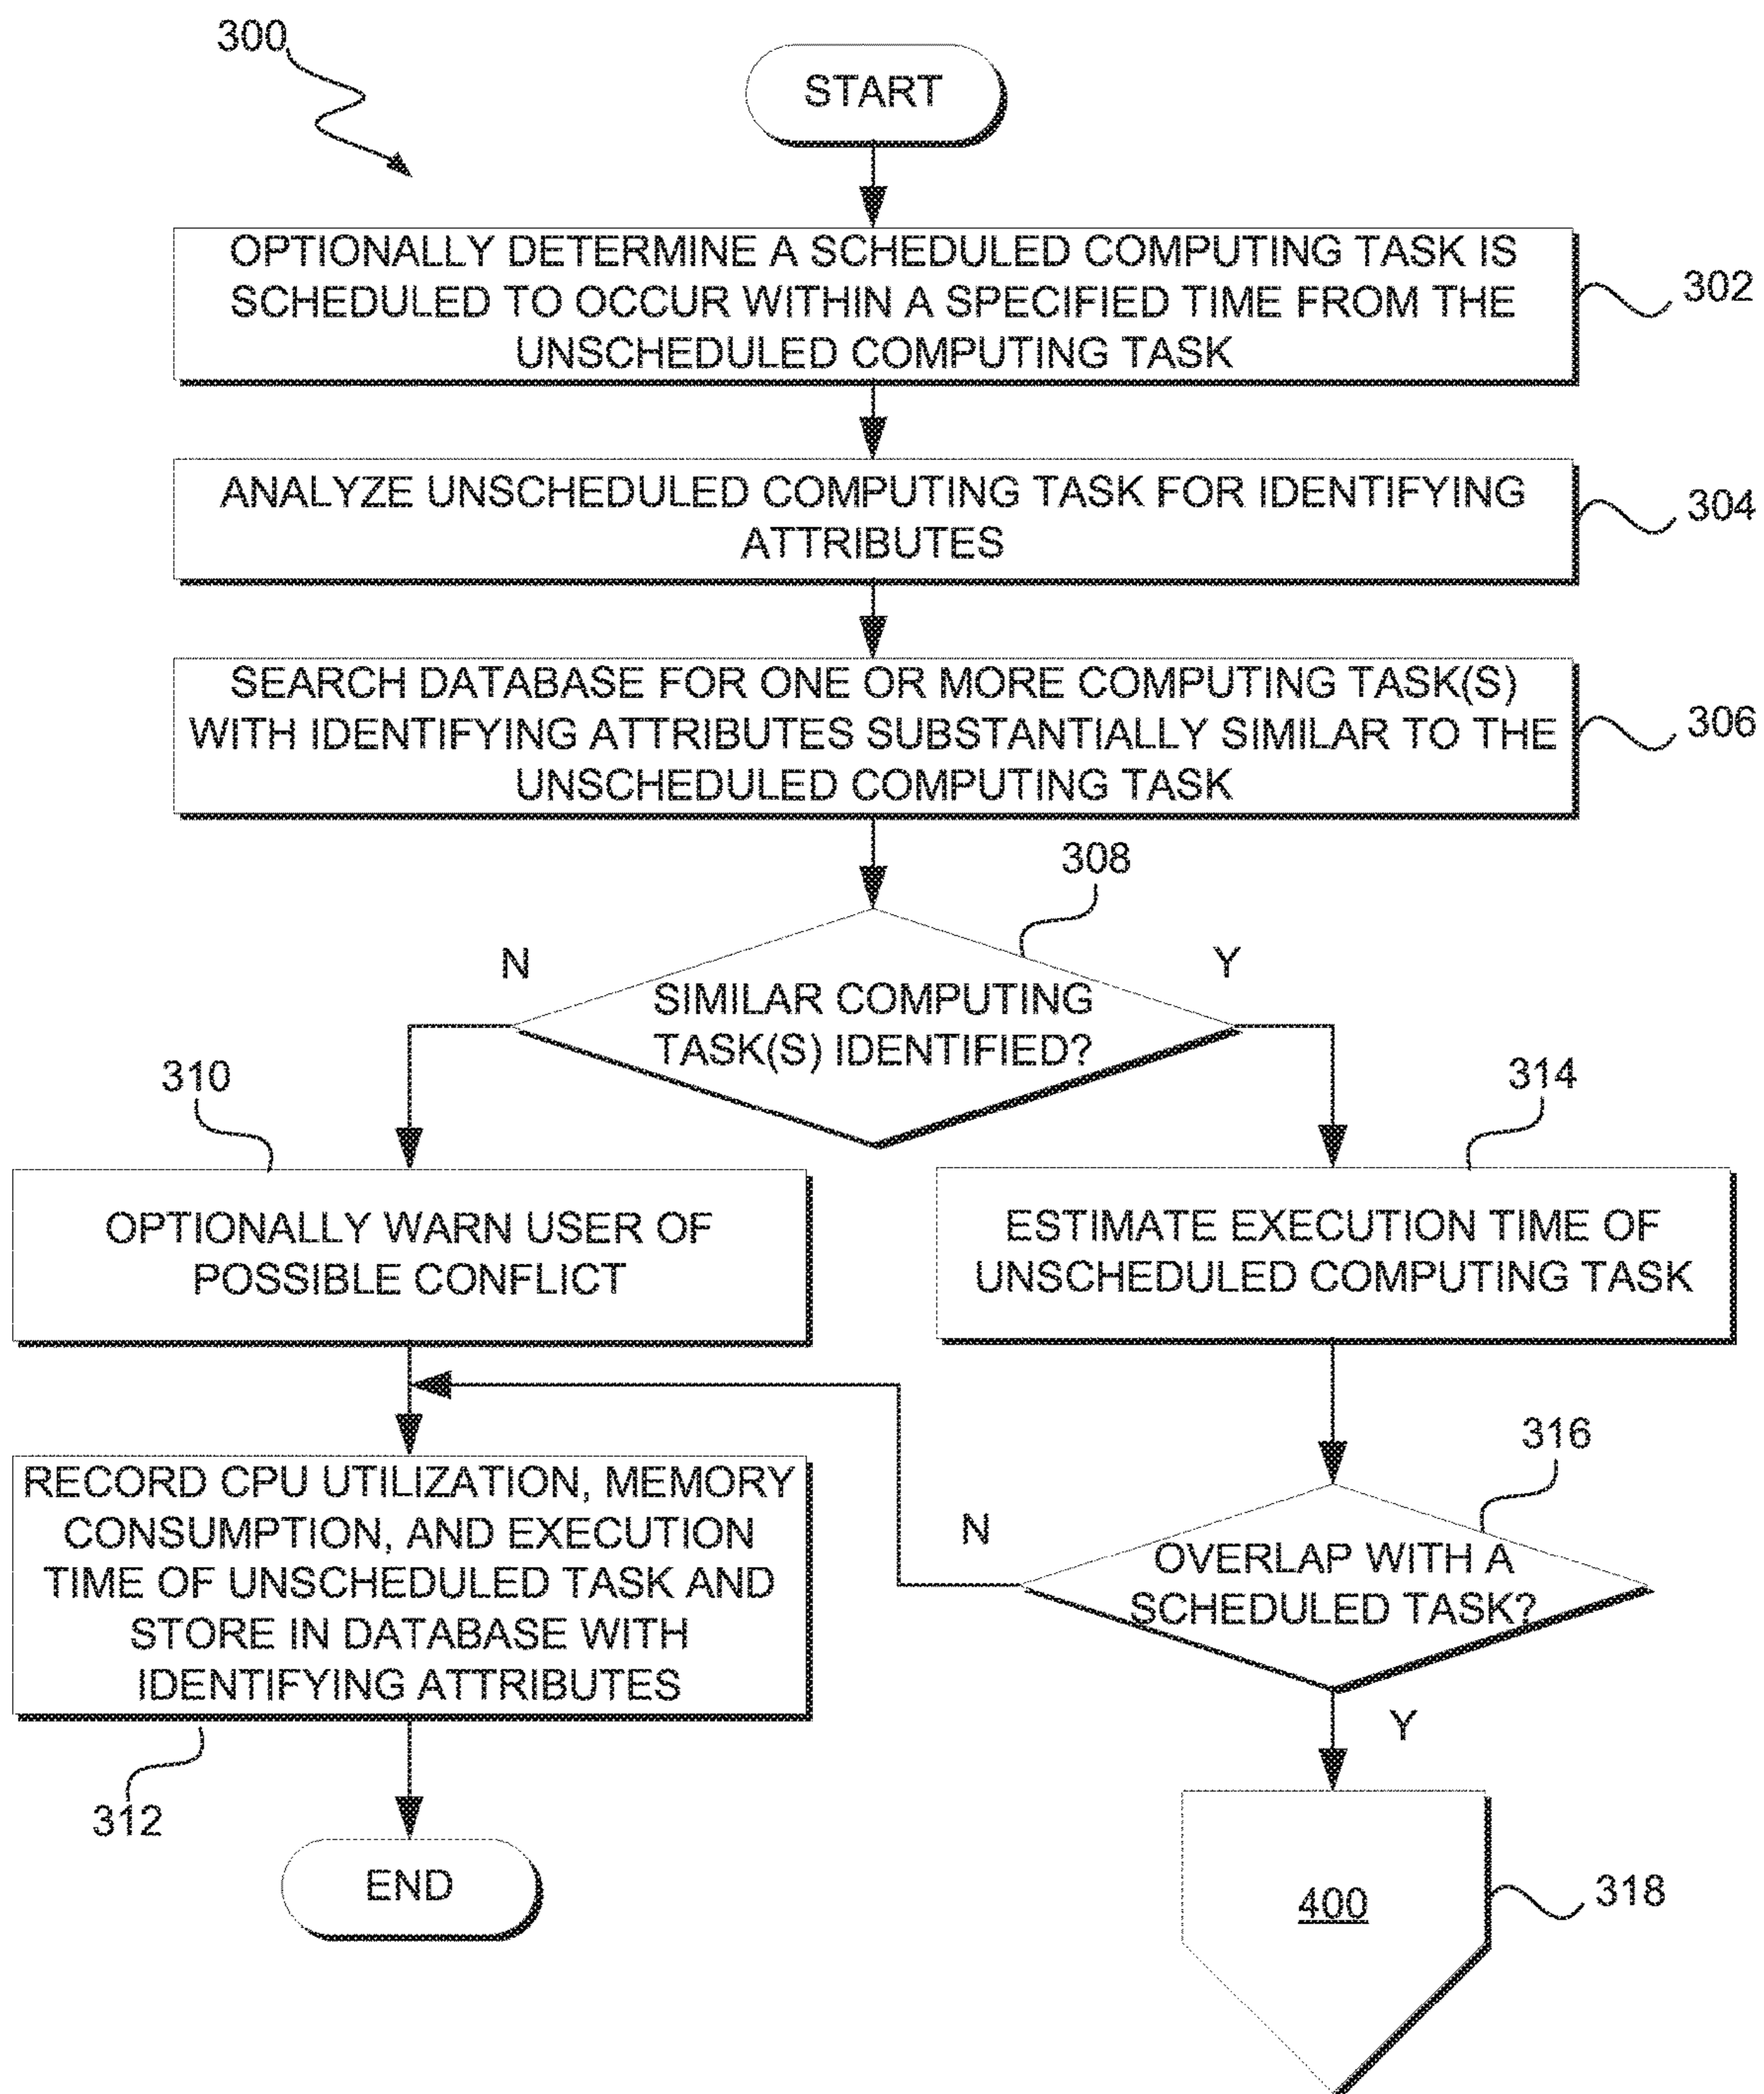 300
START
OPTIONALLY DETERMINE A SCHEDULED COMPUTING TASK IS
SCHEDULED TO OCCUR WITHIN A SPECIFIED TIME FROM THE
UNSCHEDULED COMPUTING TASK
302
ANALYZE UNSCHEDULED COMPUTING TASK FOR IDENTIFYING
ATTRIBUTES
304
SEARCH DATABASE FOR ONE OR MORE COMPUTING TASK(S)
WITH IDENTIFYING ATTRIBUTES SUBSTANTIALLY SIMILAR TO THE
UNSCHEDULED COMPUTING TASK
306
308
N
Y
SIMILAR COMPUTING
TASK(S) IDENTIFIED?
310
OPTIONALLY WARN USER OF
POSSIBLE CONFLICT
314
ESTIMATE EXECUTION TIME OF
UNSCHEDULED COMPUTING TASK
316
N
OVERLAP WITH A
SCHEDULED TASK?
Y
RECORD CPU UTILIZATION, MEMORY
CONSUMPTION, AND EXECUTION
TIME OF UNSCHEDULED TASK AND
STORE IN DATABASE WITH
IDENTIFYING ATTRIBUTES
312
END
400
318